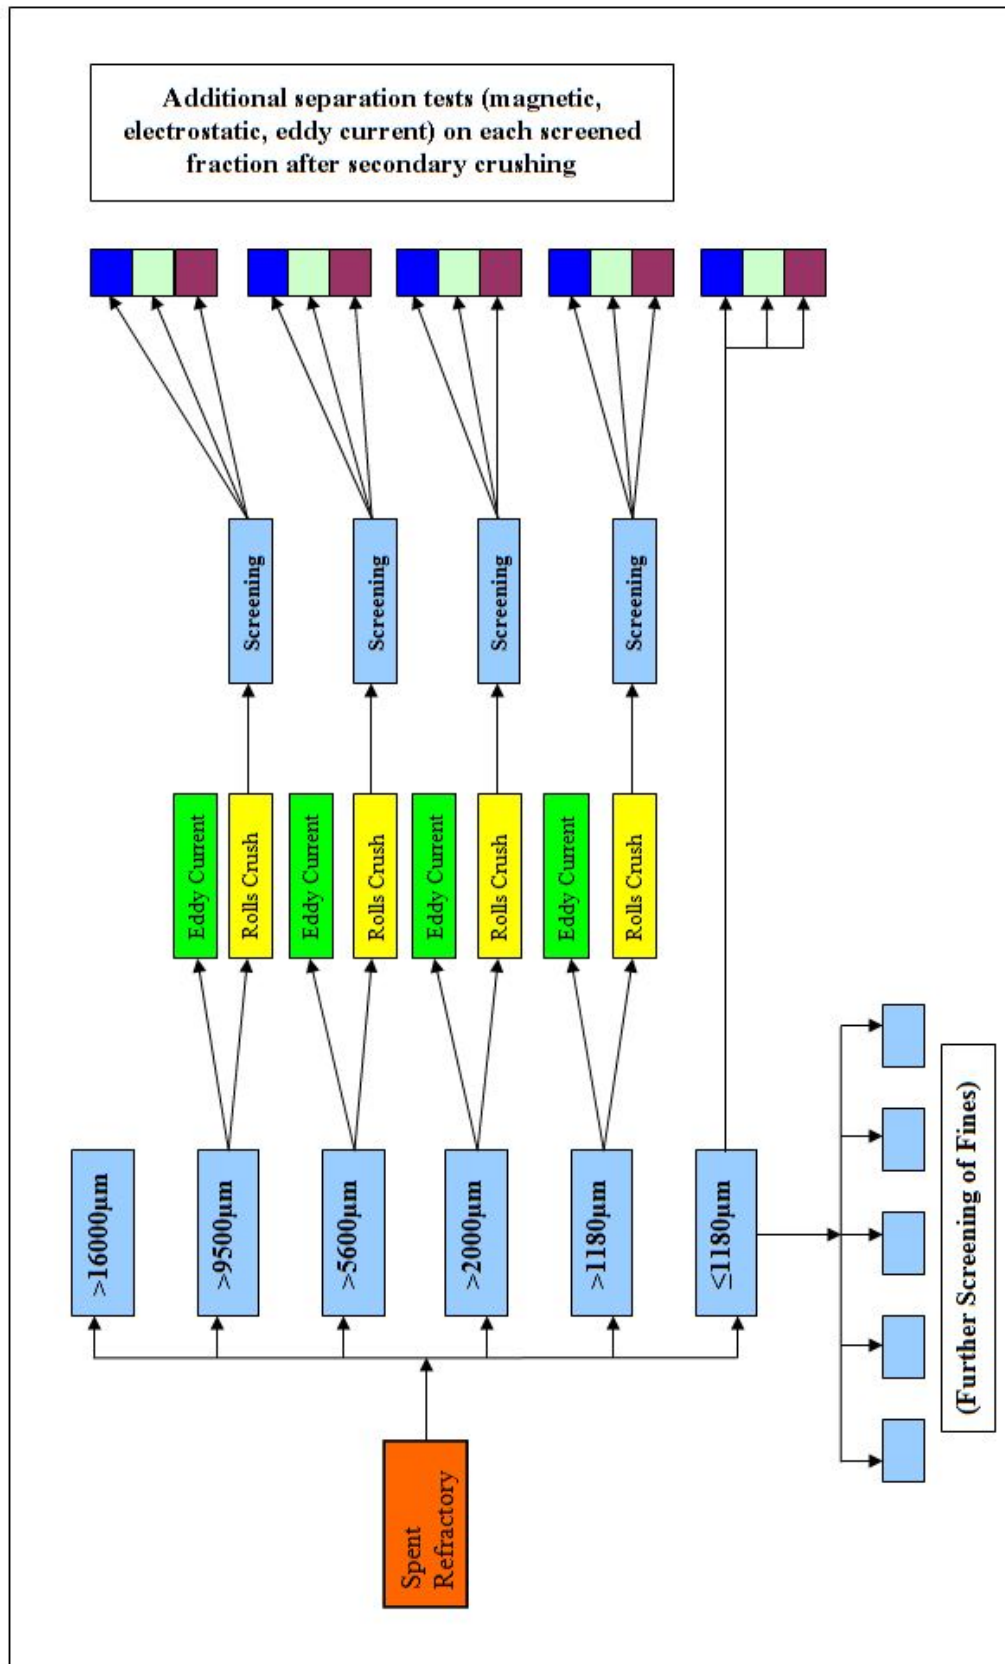 Additional separation tests (magnetic,
electrostatic, eddy current) on each screened
fraction after secondary crushing
Screening
Screening
Screening
Screening
Eddy Current
Rolls Crush
Eddy Current
Rolls Crush
Eddy Current
Rolls Crush
Eddy Current
Rolls Crush
>16000µm
>9500µm
>5600µm
>2000µm
>1180µm
≤1180µm
Spent
Refractory
(Further Screening of Fines)